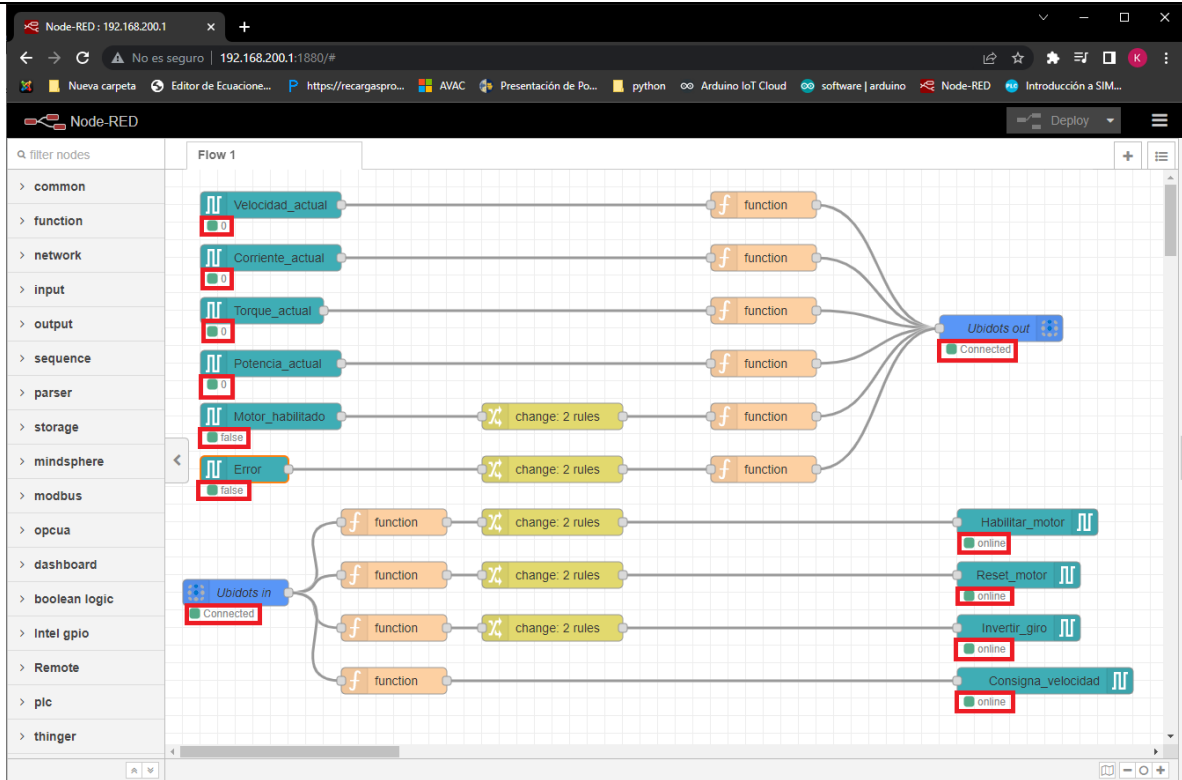 Node-RED : 192.168.200.1
No es seguro | 192.168.200.1:1880/#
K
Nueva carpeta Editor de Ecuacione... P https://recargaspro... AVAC Presentación de Po... python Arduino IoT Cloud software | arduino Node-RED Introducción a SIM...
Node-RED Deploy
filter nodes
Flow 1
common
function
network
input
output
sequence
parser
storage
mindsphere
modbus
opcua
dashboard
boolean logic
Intel gpio
Remote
plc
thinger
Velocidad_actual f function
0
Corriente_actual f function
0
Torque_actual f function
0
Ubidots out
Connected
Potencia_actual f function
0
Motor_habilitado change: 2 rules f function
false
Error change: 2 rules f function
false
f function change: 2 rules Habilitar_motor
online
f function change: 2 rules Reset_motor
online
Ubidots in
Connected
f function change: 2 rules Invertir_giro
online
f function Consigna_velocidad
online